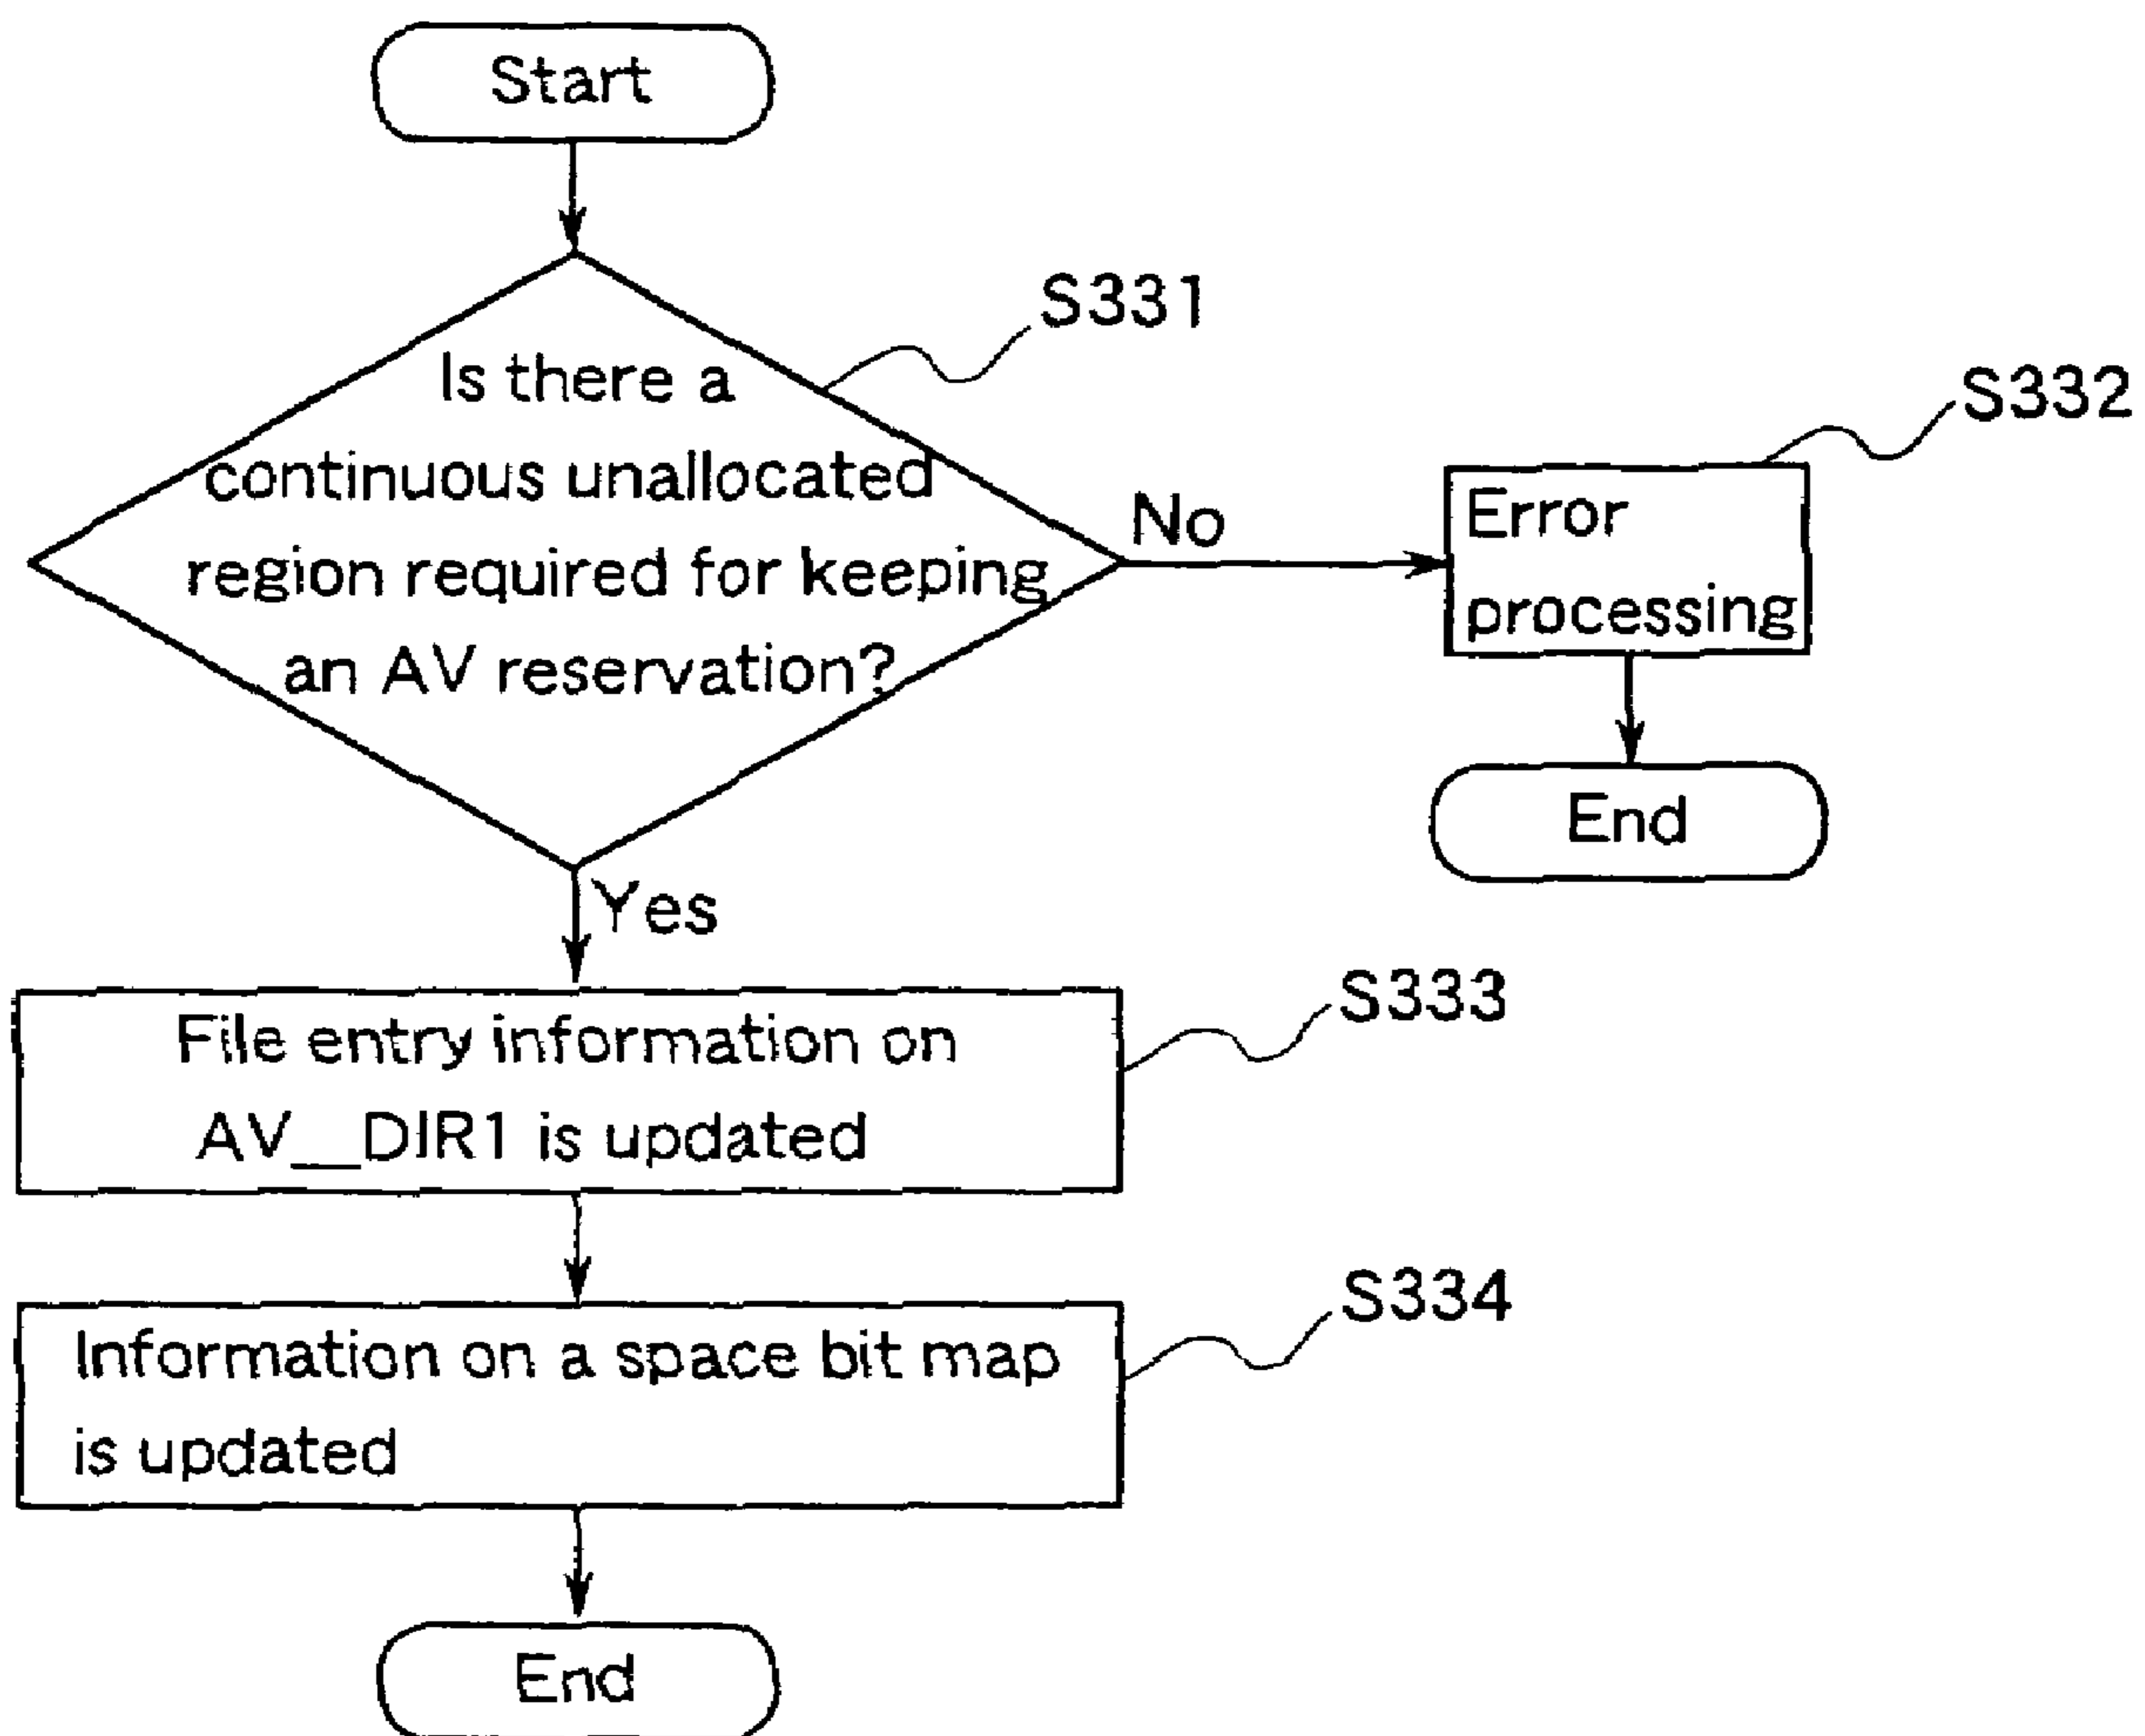 Start
S331
Is there a
continuous unallocated
region required for keeping
an AV reservation?
No
S332
Error
processing
End
Yes
S333
File entry information on
AV__DIR1 is updated
S334
Information on a space bit map
is updated
End